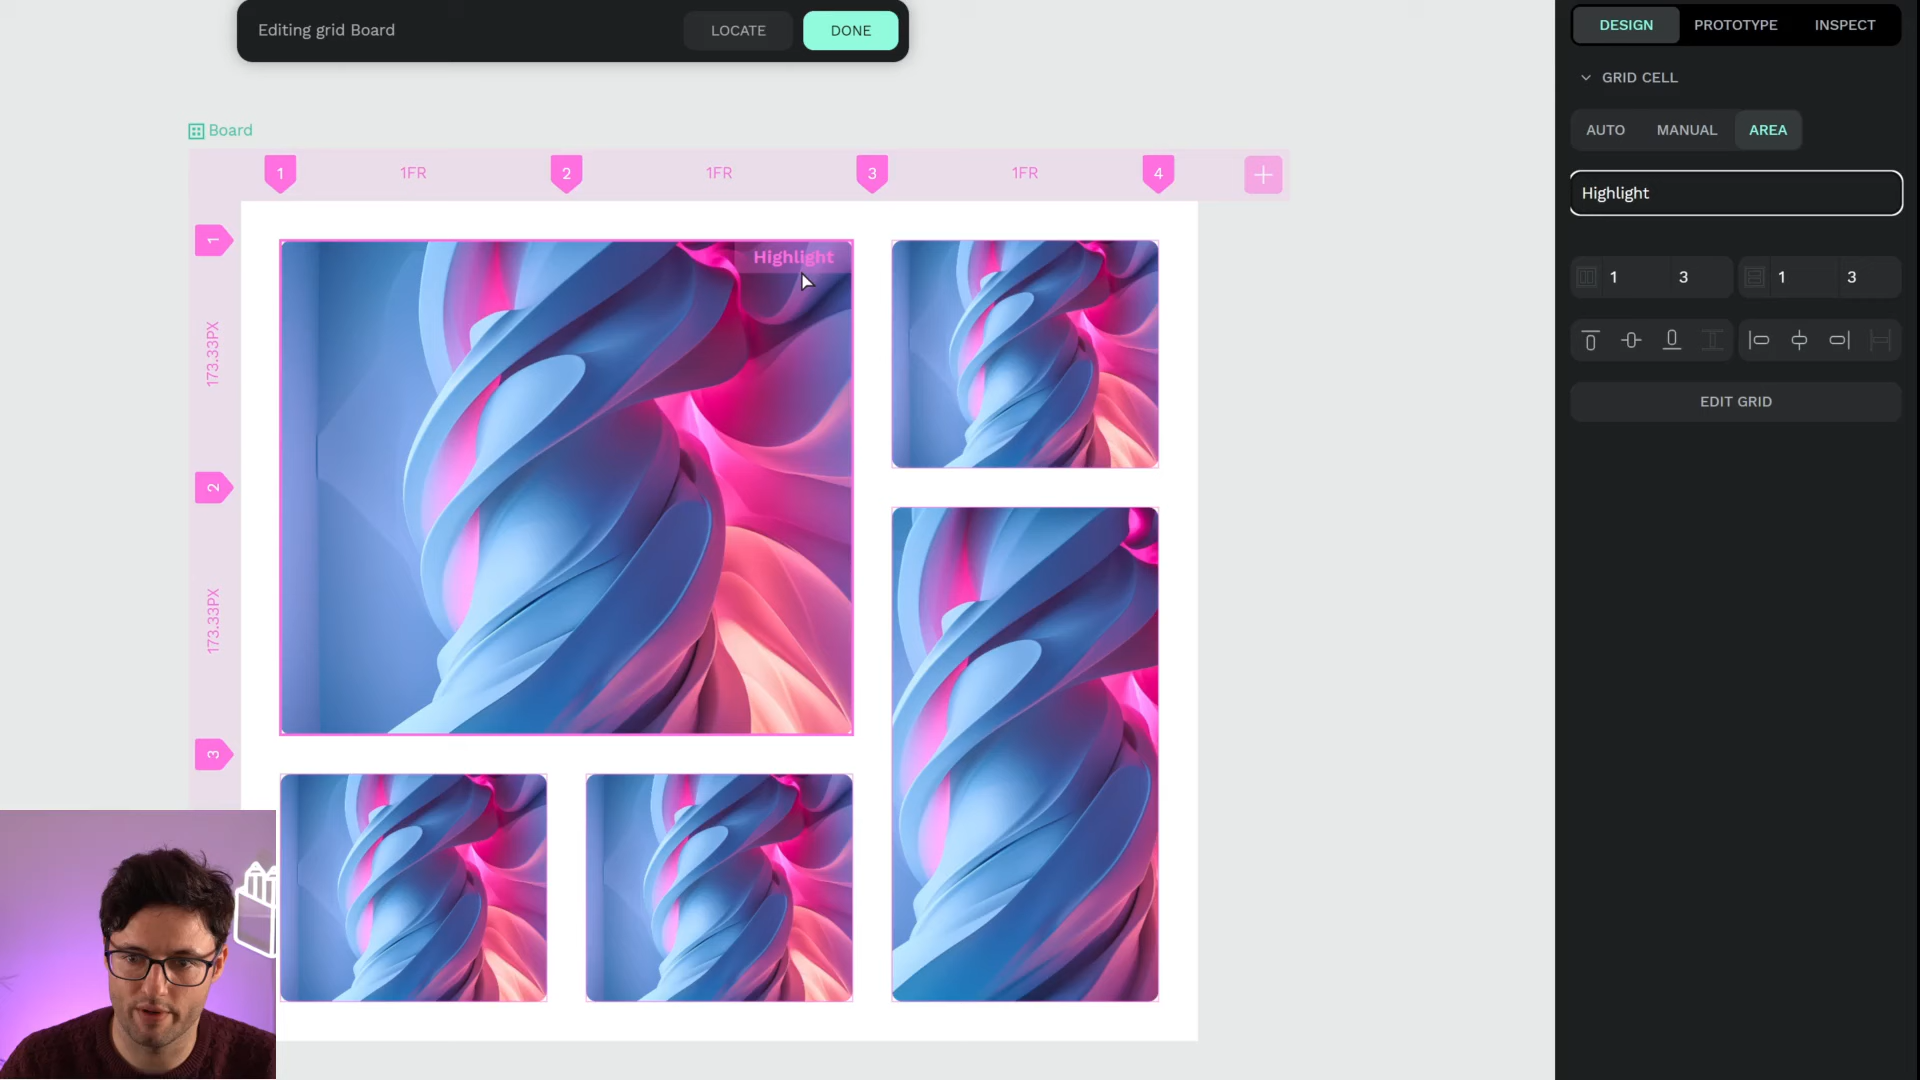 Editing grid Board
LOCATE
DONE
DESIGN
PROTOTYPE
INSPECT
GRID CELL
AUTO
MANUAL
AREA
Highlight
1
3
1
3
EDIT GRID
Board
1
1FR
2
1FR
3
1FR
4
1
173.33PX
2
173.33PX
3
Highlight